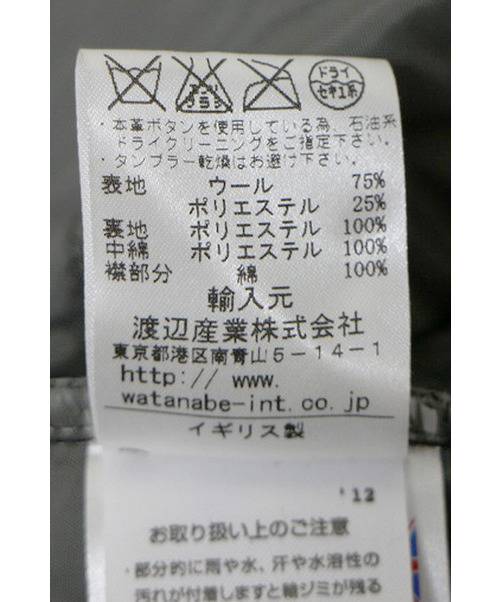 エンソ
サラシ
ドライ
セキユ系
・本革ボタンを使用している為、石油系
ドライクリーニングをご指定下さい。
・タンブラー乾燥はお避け下さい。
表地 ウール 75%
ポリエステル 25%
裏地 ポリエステル 100%
中綿 ポリエステル 100%
襟部分 綿 100%
輸入元
渡辺産業株式会社
東京都港区南青山5-14-1
http://www.
watanabe-int.co.jp
イギリス製
'12
お取り扱い上のご注意
・部分的に雨や水、汗や水溶性の
汚れが付着しますと輪ジミが残る